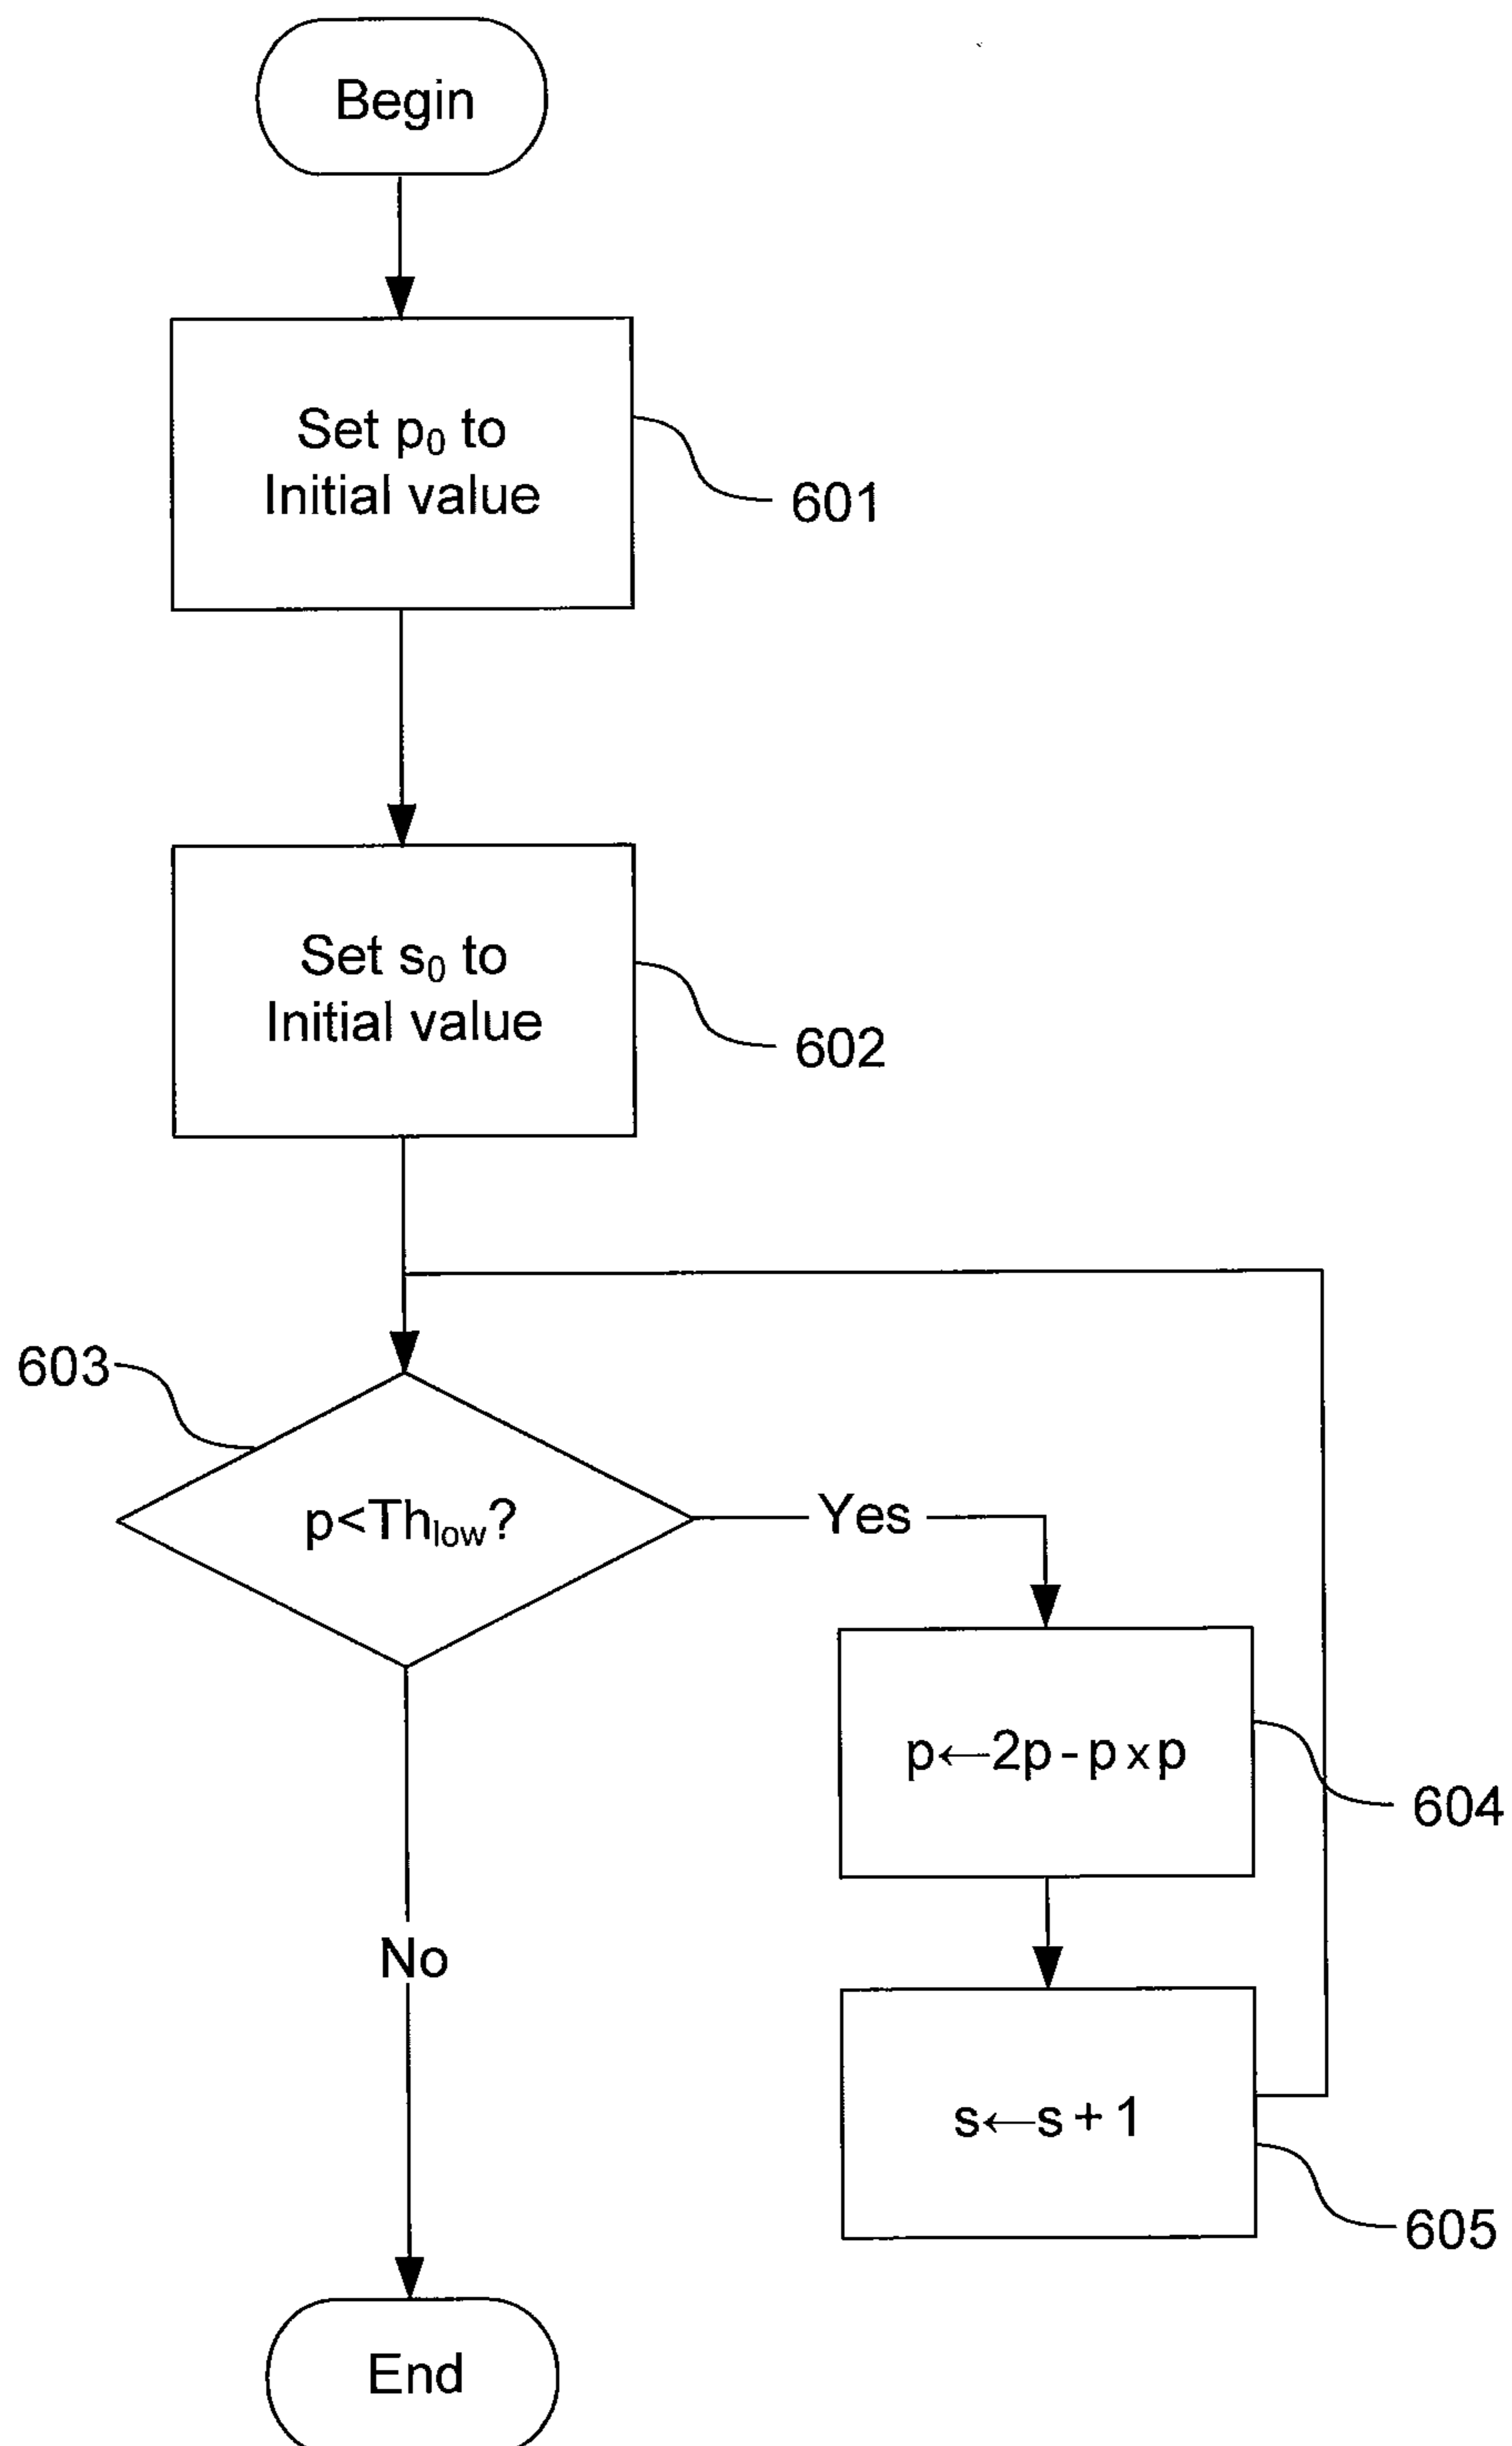 Begin
Set p₀ to
Initial value
601
Set s₀ to
Initial value
602
603
p<Thlow?
Yes
p←2p - p x p
604
No
s←s + 1
605
End